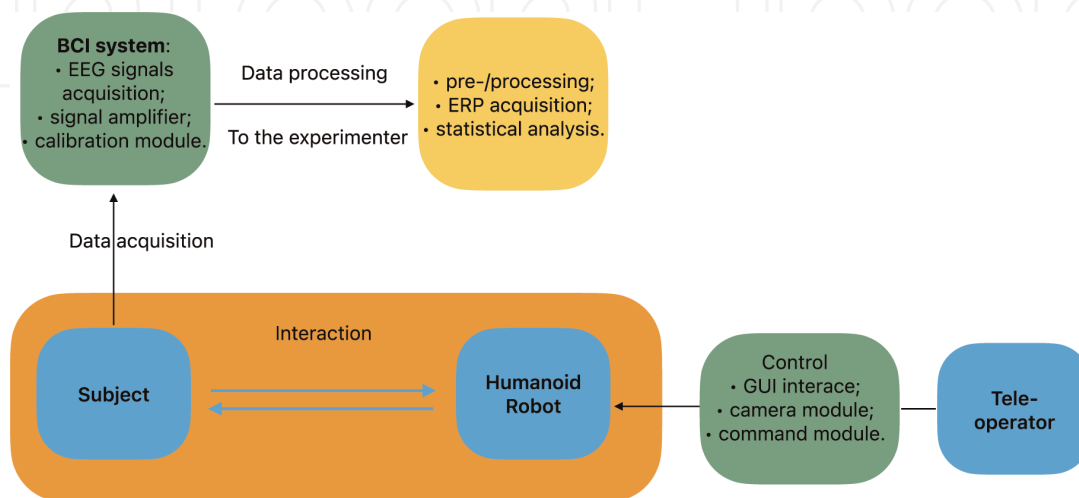 BCI system:
• EEG signals
acquisition;
• signal amplifier;
• calibration module.
Data processing
To the experimenter
• pre-/processing;
• ERP acquisition;
• statistical analysis.
Data acquisition
Interaction
Subject
Humanoid
Robot
Control
• GUI interace;
• camera module;
• command module.
Tele-
operator